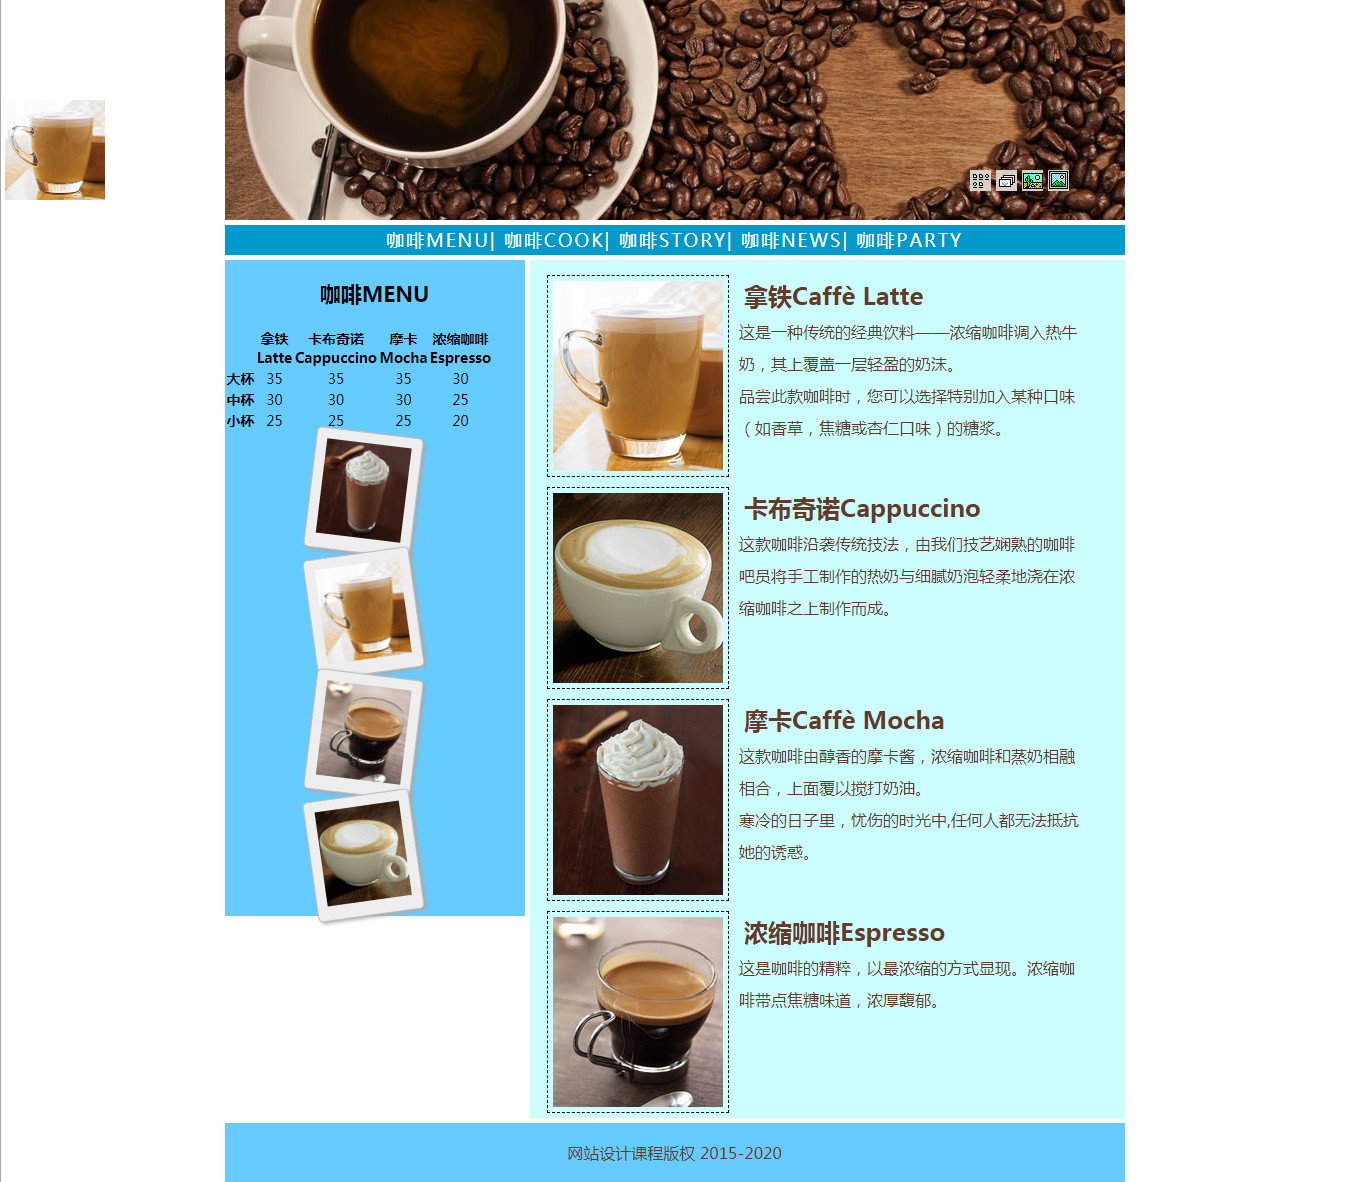 咖啡MENU| 咖啡COOK| 咖啡STORY| 咖啡NEWS| 咖啡PARTY
咖啡MENU
拿铁 卡布奇诺 摩卡 浓缩咖啡
Latte Cappuccino Mocha Espresso
大杯 35 35 35 30
中杯 30 30 30 25
小杯 25 25 25 20
拿铁Caffè Latte
这是一种传统的经典饮料——浓缩咖啡调入热牛
奶，其上覆盖一层轻盈的奶沫。
品尝此款咖啡时，您可以选择特别加入某种口味
（如香草，焦糖或杏仁口味）的糖浆。
卡布奇诺Cappuccino
这款咖啡沿袭传统技法，由我们技艺娴熟的咖啡
吧员将手工制作的热奶与细腻奶泡轻柔地浇在浓
缩咖啡之上制作而成。
摩卡Caffè Mocha
这款咖啡由醇香的摩卡酱，浓缩咖啡和蒸奶相融
相合，上面覆以搅打奶油。
寒冷的日子里，忧伤的时光中,任何人都无法抵抗
她的诱惑。
浓缩咖啡Espresso
这是咖啡的精粹，以最浓缩的方式显现。浓缩咖
啡带点焦糖味道，浓厚馥郁。
网站设计课程版权 2015-2020